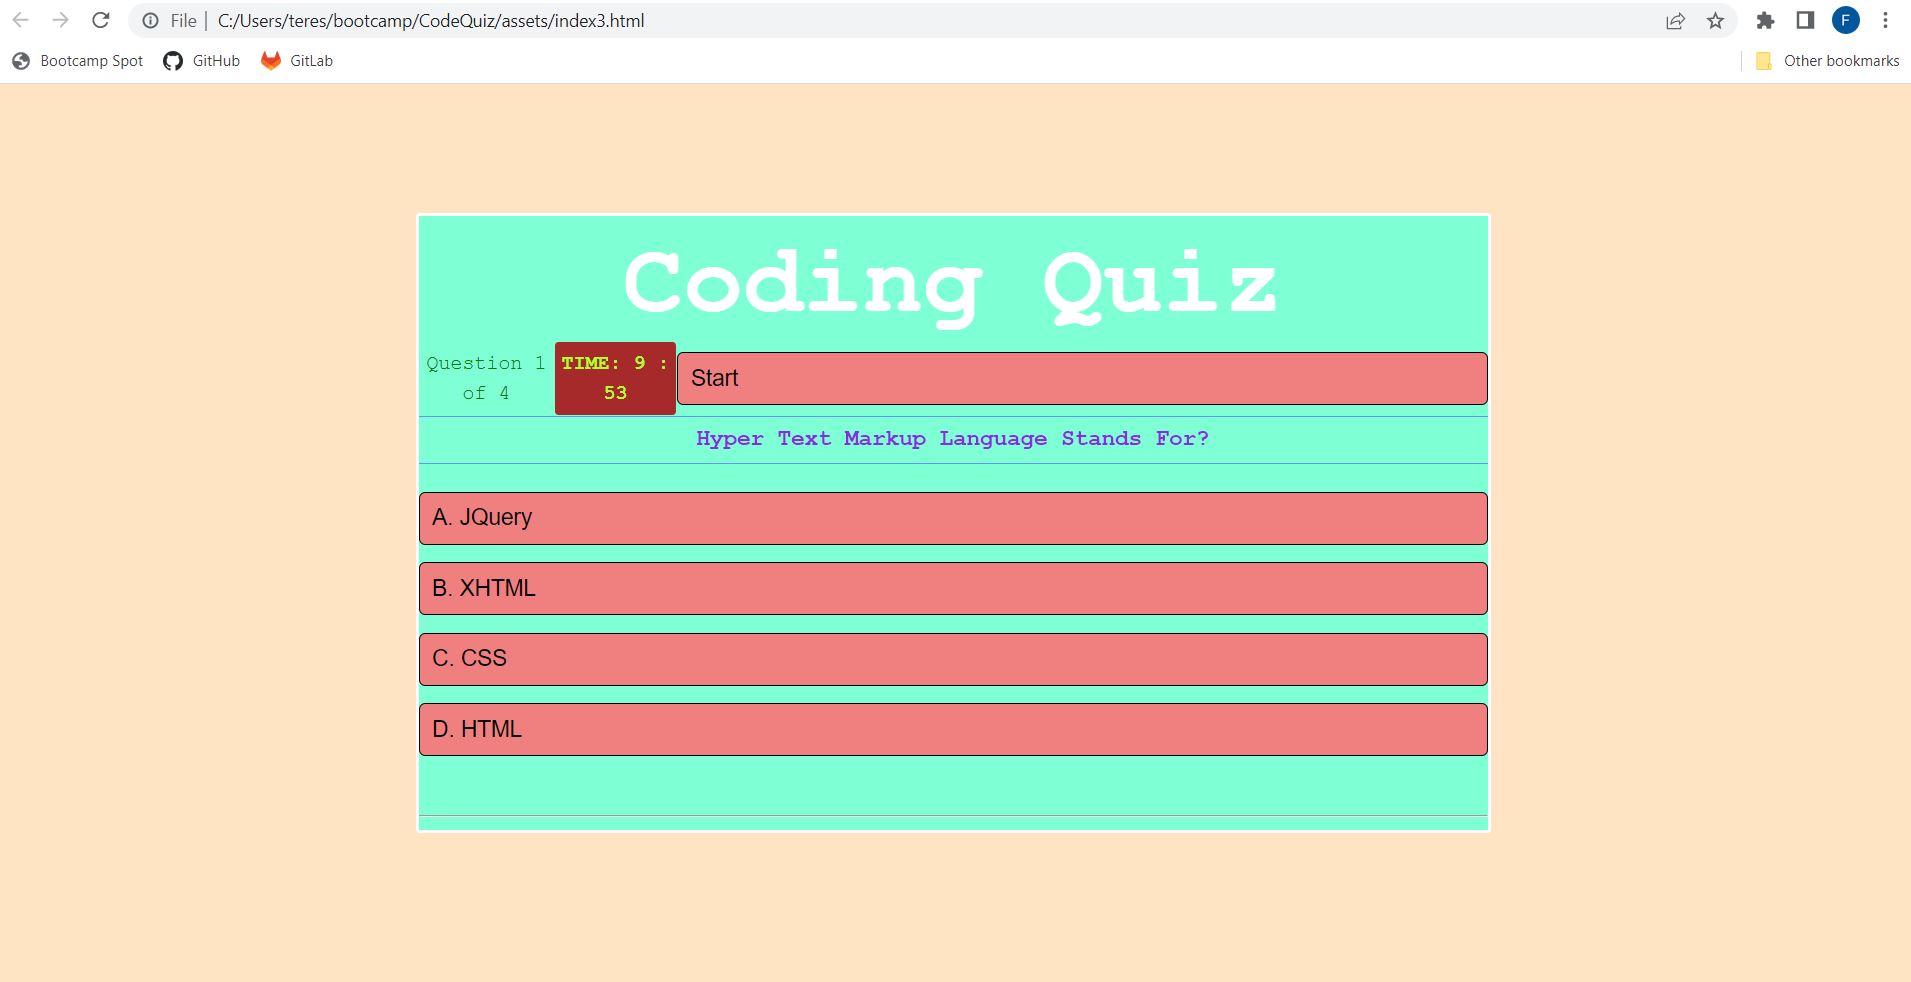 File | C:/Users/teres/bootcamp/CodeQuiz/assets/index3.html
F
Bootcamp Spot GitHub GitLab Other bookmarks
Coding Quiz
Question 1
of 4
TIME: 9 :
53
Start
Hyper Text Markup Language Stands For?
A. JQuery
B. XHTML
C. CSS
D. HTML